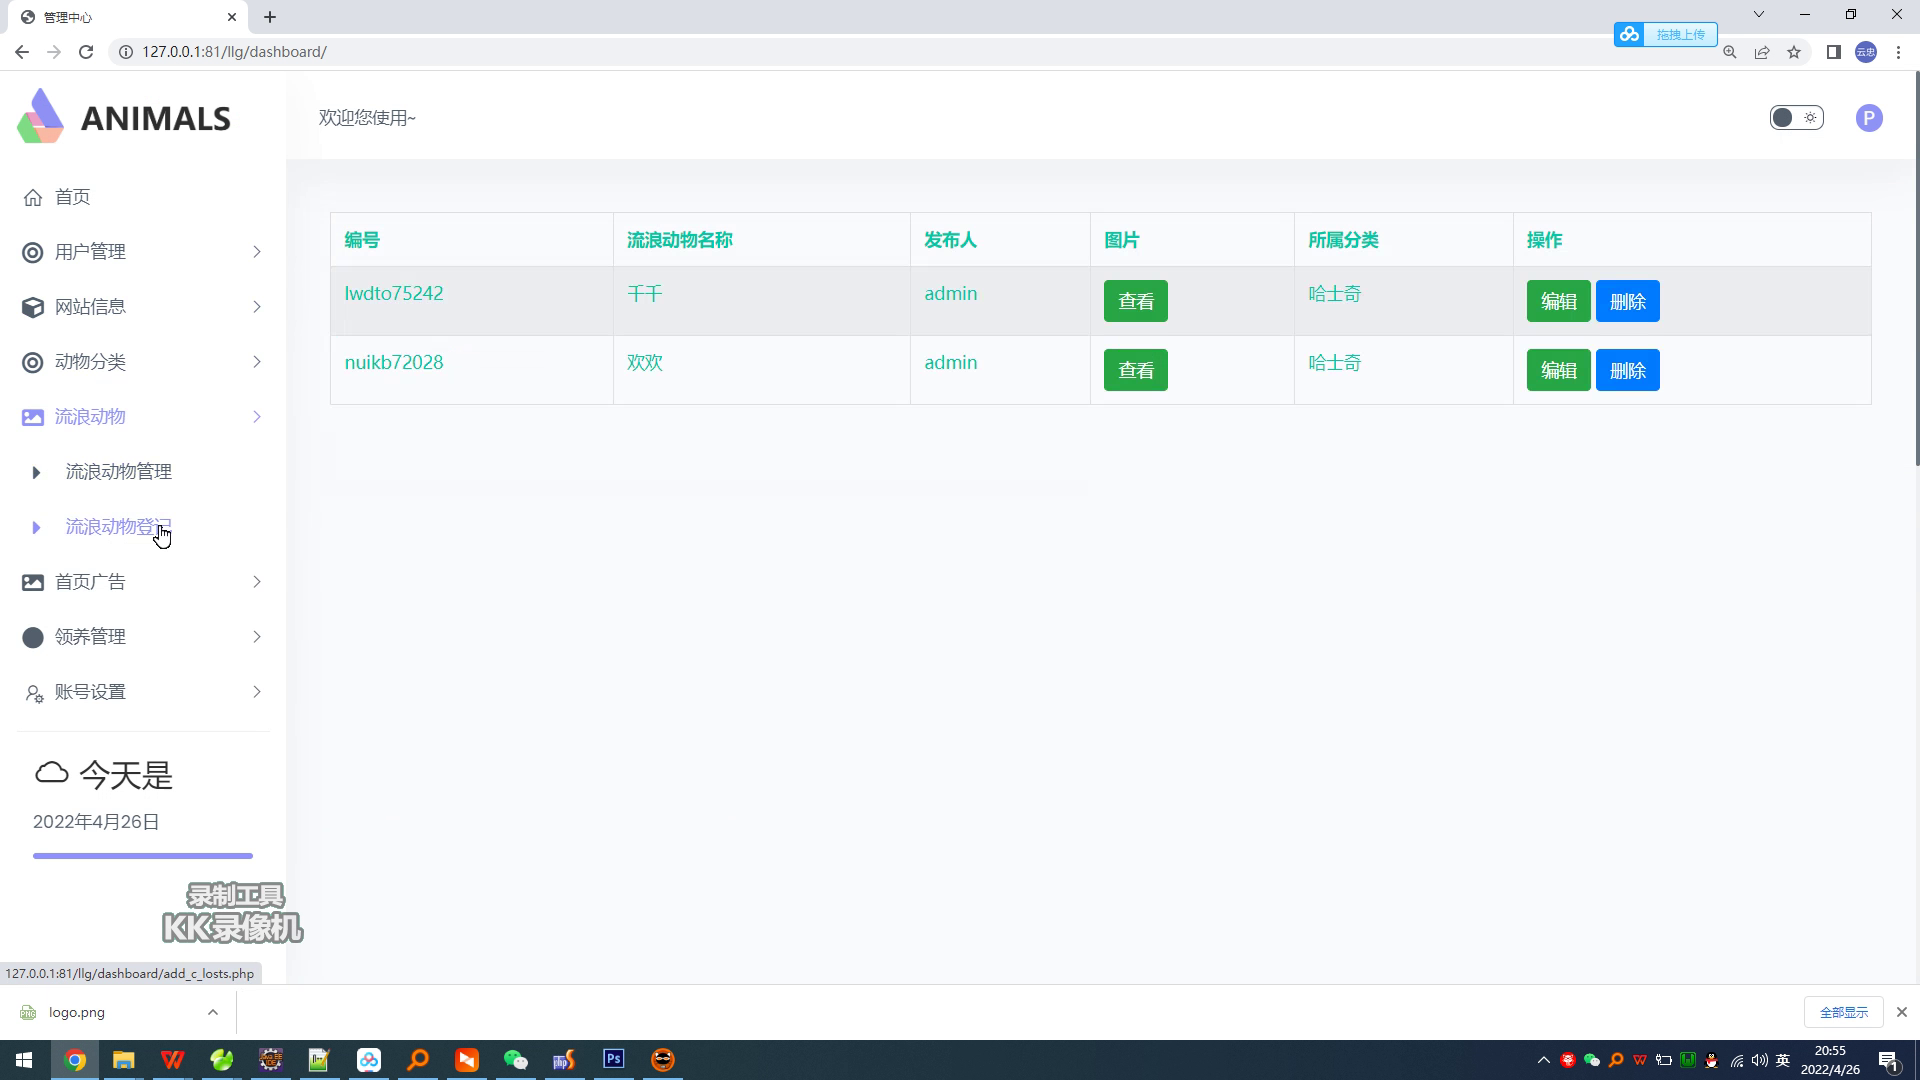 管理中心
127.0.0.1:81/llg/dashboard/
拖拽上传
云忠
ANIMALS
欢迎您使用~
P
首页
用户管理
网站信息
动物分类
流浪动物
流浪动物管理
流浪动物登记
首页广告
领养管理
账号设置
编号 流浪动物名称 发布人 图片 所属分类 操作
lwdto75242 千千 admin 查看 哈士奇 编辑 删除
nuikb72028 欢欢 admin 查看 哈士奇 编辑 删除
今天是
2022年4月26日
录制工具
KK录像机
127.0.0.1:81/llg/dashboard/add_c_losts.php
logo.png
全部显示
Ps
英
20:55
2022/4/26
1